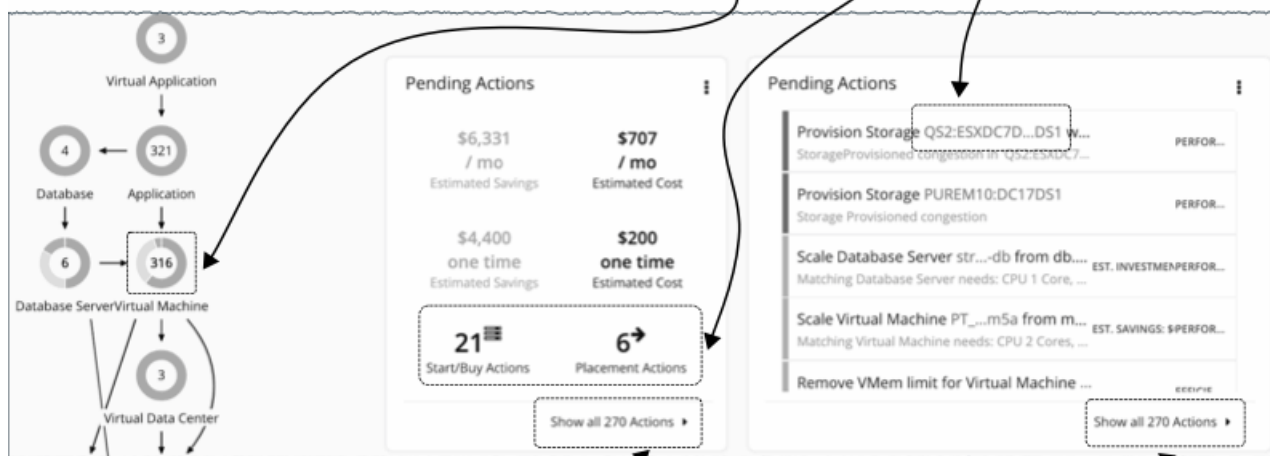 3
Virtual Application
4
321
Database
Application
6
316
Database Server
Virtual Machine
3
Virtual Data Center
Pending Actions
$6,331
/ mo
Estimated Savings
$707
/ mo
Estimated Cost
$4,400
one time
Estimated Savings
$200
one time
Estimated Cost
21
Start/Buy Actions
6
Placement Actions
Show all 270 Actions
Pending Actions
Provision Storage QS2:ESXDC7D...DS1 w...
StorageProvisioned congestion in 'QS2:ESXDC7...
PERFOR...
Provision Storage PUREM10:DC17DS1
Storage Provisioned congestion
PERFOR...
Scale Database Server str...-db from db....
Matching Database Server needs: CPU 1 Core, ...
EST. INVESTMEN PERFOR...
Scale Virtual Machine PT_...m5a from m...
Matching Virtual Machine needs: CPU 2 Cores, ...
EST. SAVINGS: $ PERFOR...
Remove VMem limit for Virtual Machine ...
Show all 270 Actions